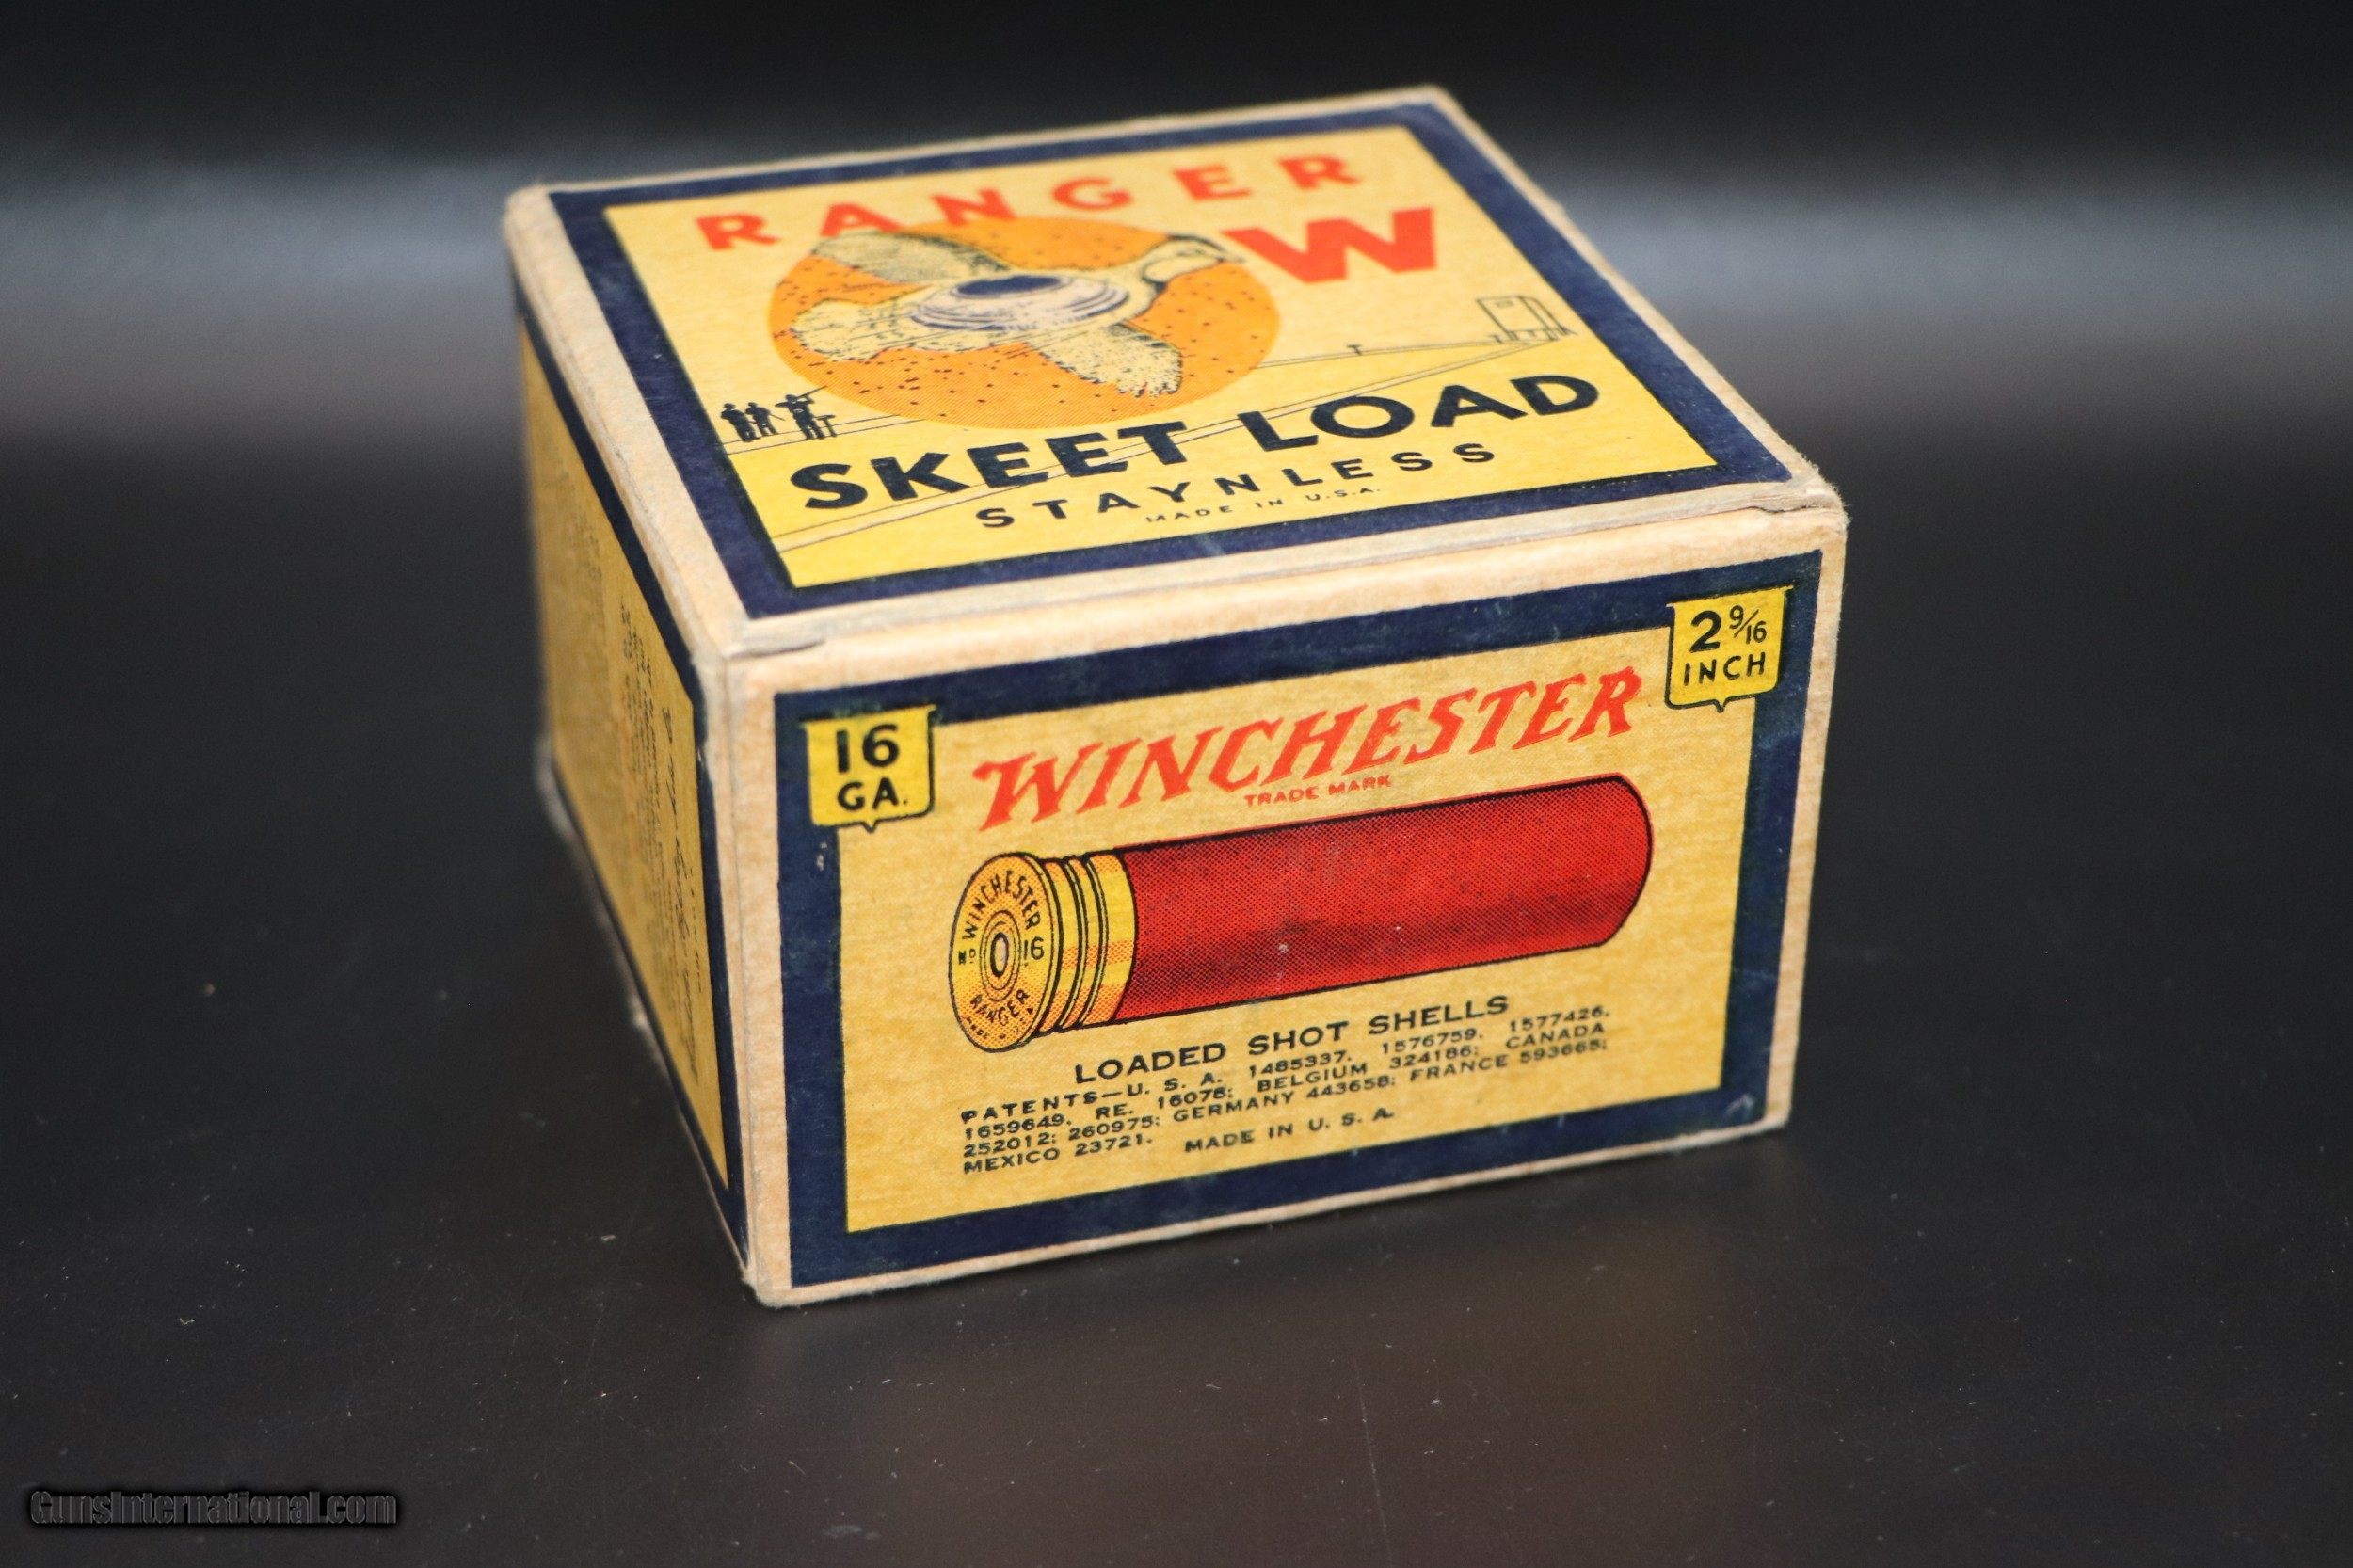 RANGER
W
SKEET LOAD
STAYNLESS
MADE IN U.S.A.
16
GA.
2 9/16
INCH
WINCHESTER
TRADE MARK
WINCHESTER
No 16
RANGER
LOADED SHOT SHELLS
PATENTS—U. S. A. 1485337, 1576759, 1577426,
1659649, RE. 16078; BELGIUM 324186; CANADA
252012; 260975; GERMANY 443658; FRANCE 593665;
MEXICO 23721. MADE IN U. S. A.
GunsInternational.com